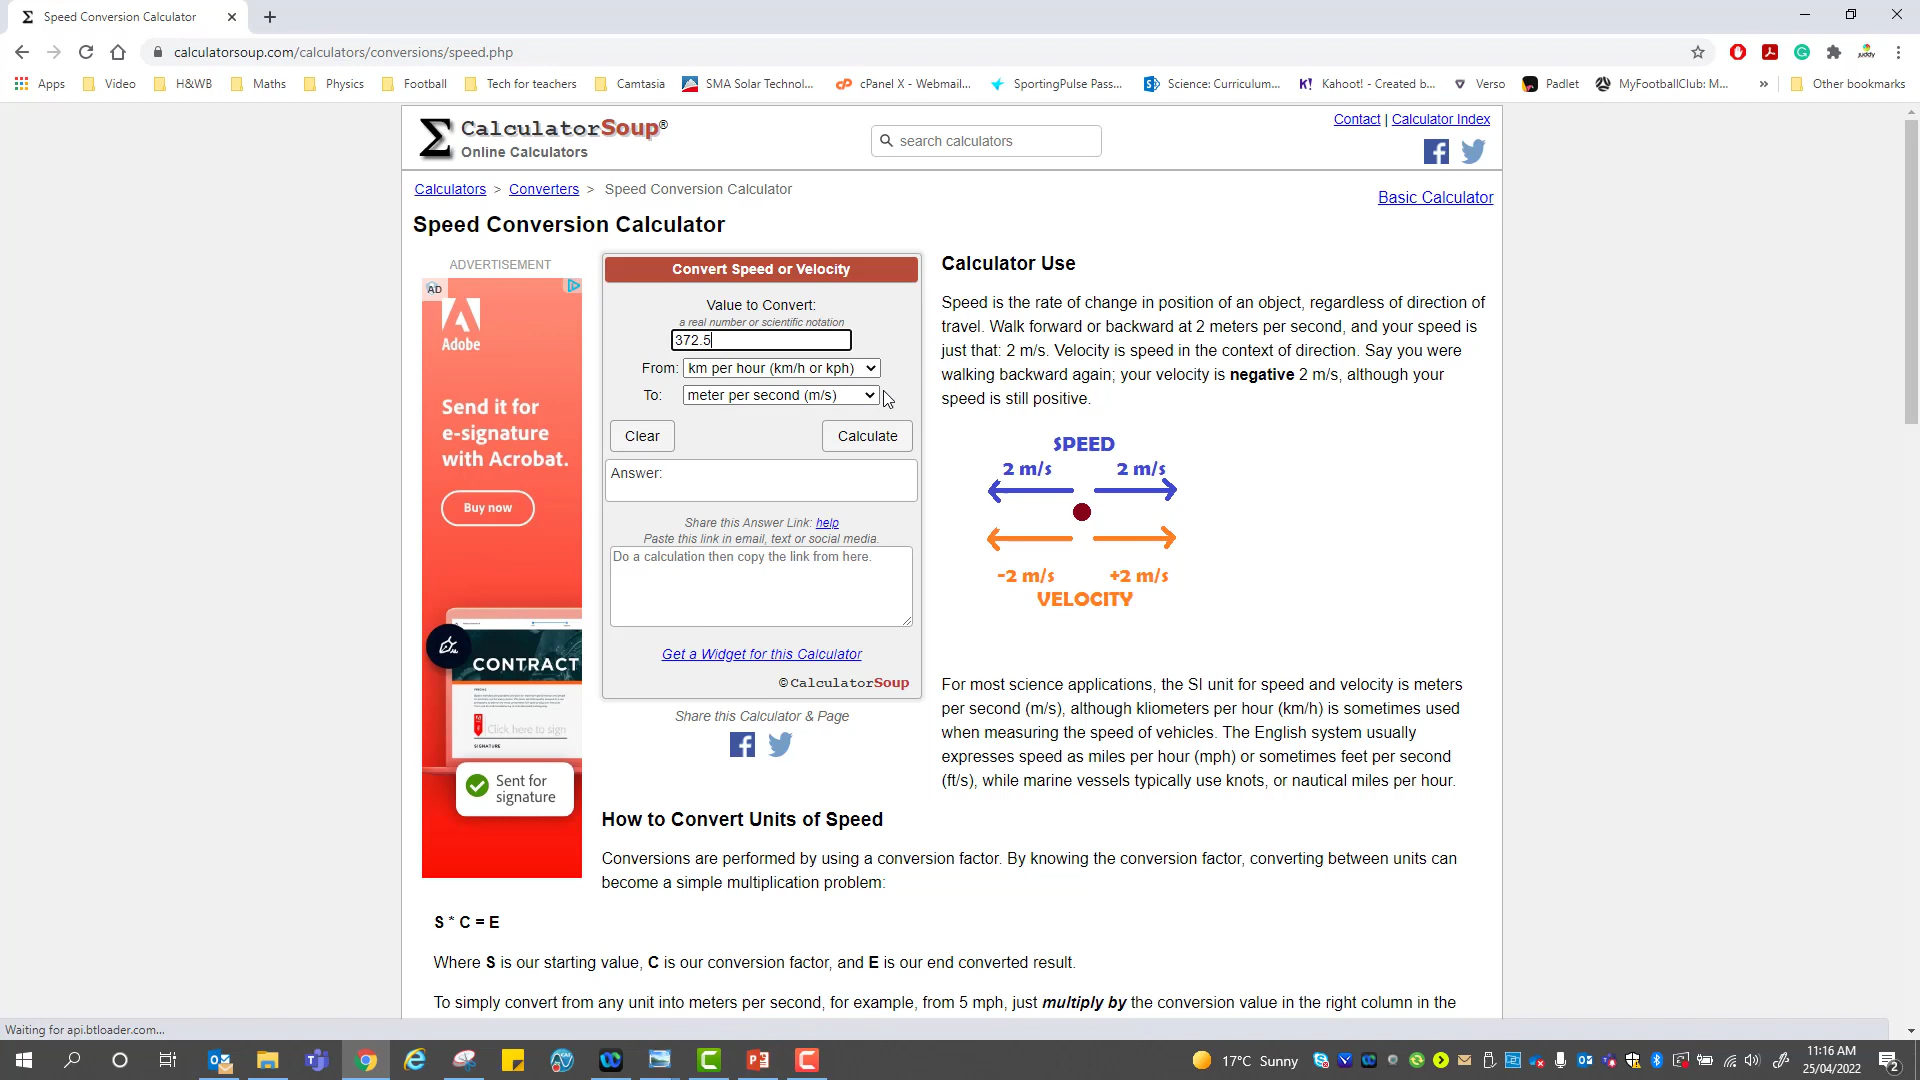 Speed Conversion Calculator
calculatorsoup.com/calculators/conversions/speed.php
juddy
Apps Video H&WB Maths Physics Football Tech for teachers Camtasia SMA Solar Technol... cPanel X - Webmail... SportingPulse Pass... Science: Curriculum... Kahoot! - Created b... Verso Padlet MyFootballClub: M... » Other bookmarks
CalculatorSoup®
Online Calculators
search calculators
Contact | Calculator Index
Calculators > Converters > Speed Conversion Calculator
Basic Calculator
Speed Conversion Calculator
ADVERTISEMENT
AD
Adobe
Send it for
e-signature
with Acrobat.
Buy now
CONTRACT
Click here to sign
SIGNATURE
Sent for
signature
Convert Speed or Velocity
Value to Convert:
a real number or scientific notation
372.5
From: km per hour (km/h or kph)
To: meter per second (m/s)
Clear Calculate
Answer:
Share this Answer Link: help
Paste this link in email, text or social media.
Do a calculation then copy the link from here.
Get a Widget for this Calculator
©CalculatorSoup
Share this Calculator & Page
Calculator Use
Speed is the rate of change in position of an object, regardless of direction of
travel. Walk forward or backward at 2 meters per second, and your speed is
just that: 2 m/s. Velocity is speed in the context of direction. Say you were
walking backward again; your velocity is negative 2 m/s, although your
speed is still positive.
SPEED
2 m/s 2 m/s
-2 m/s +2 m/s
VELOCITY
For most science applications, the SI unit for speed and velocity is meters
per second (m/s), although kliometers per hour (km/h) is sometimes used
when measuring the speed of vehicles. The English system usually
expresses speed as miles per hour (mph) or sometimes feet per second
(ft/s), while marine vessels typically use knots, or nautical miles per hour.
How to Convert Units of Speed
Conversions are performed by using a conversion factor. By knowing the conversion factor, converting between units can
become a simple multiplication problem:
S * C = E
Where S is our starting value, C is our conversion factor, and E is our end converted result.
To simply convert from any unit into meters per second, for example, from 5 mph, just multiply by the conversion value in the right column in the
Waiting for api.btloader.com...
17°C Sunny
11:16 AM
25/04/2022
2